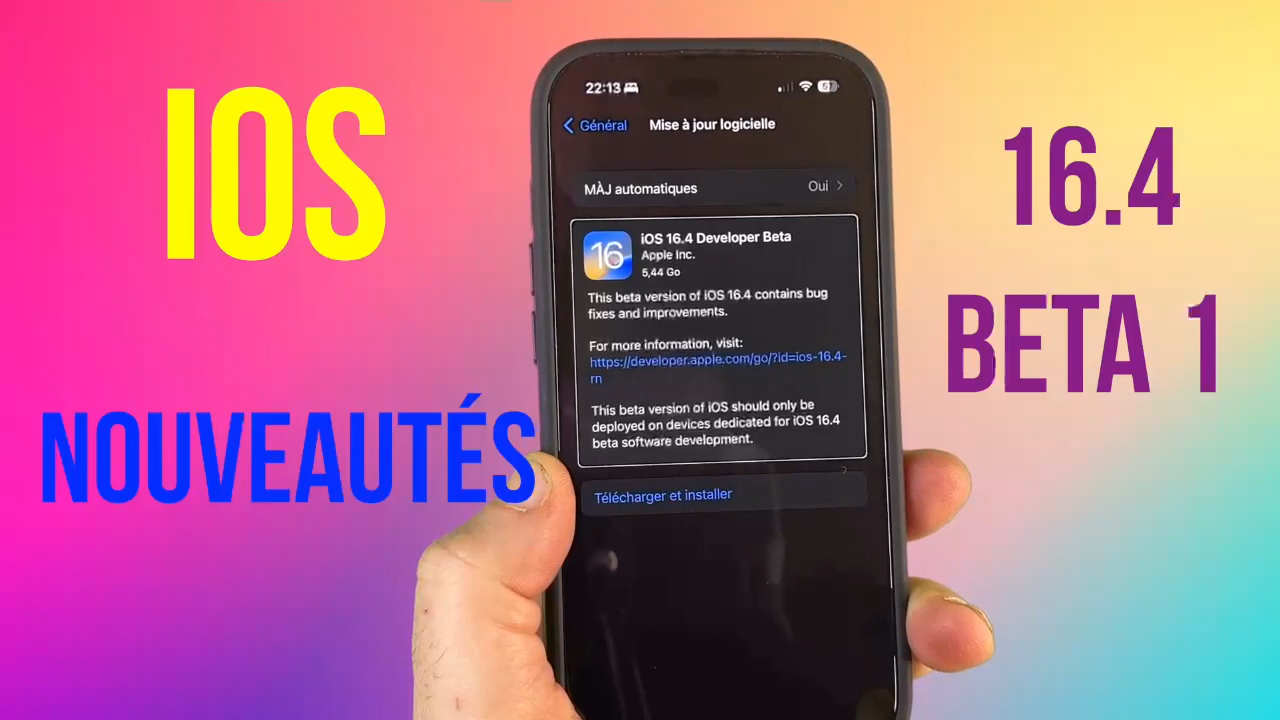 IOS
NOUVEAUTÉS
16.4
BETA 1
22:13
57
Général
Mise à jour logicielle
MÀJ automatiques
Oui
16
iOS 16.4 Developer Beta
Apple Inc.
5,44 Go
This beta version of iOS 16.4 contains bug
fixes and improvements.
For more information, visit:
https://developer.apple.com/go/?id=ios-16.4-
rn
This beta version of iOS should only be
deployed on devices dedicated for iOS 16.4
beta software development.
Télécharger et installer